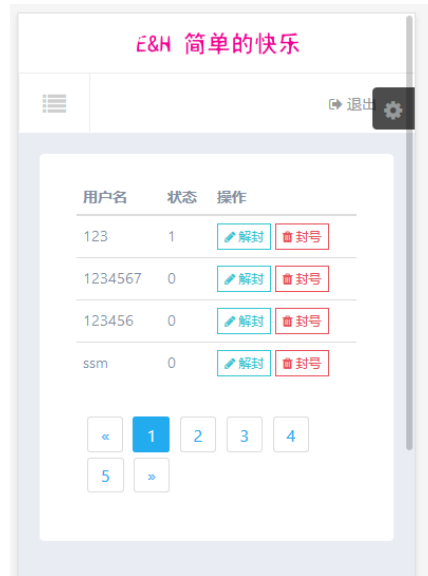 E&H 简单的快乐
退出
用户名 状态 操作
123 1 解封 封号
1234567 0 解封 封号
123456 0 解封 封号
ssm 0 解封 封号
« 1 2 3 4
5 »